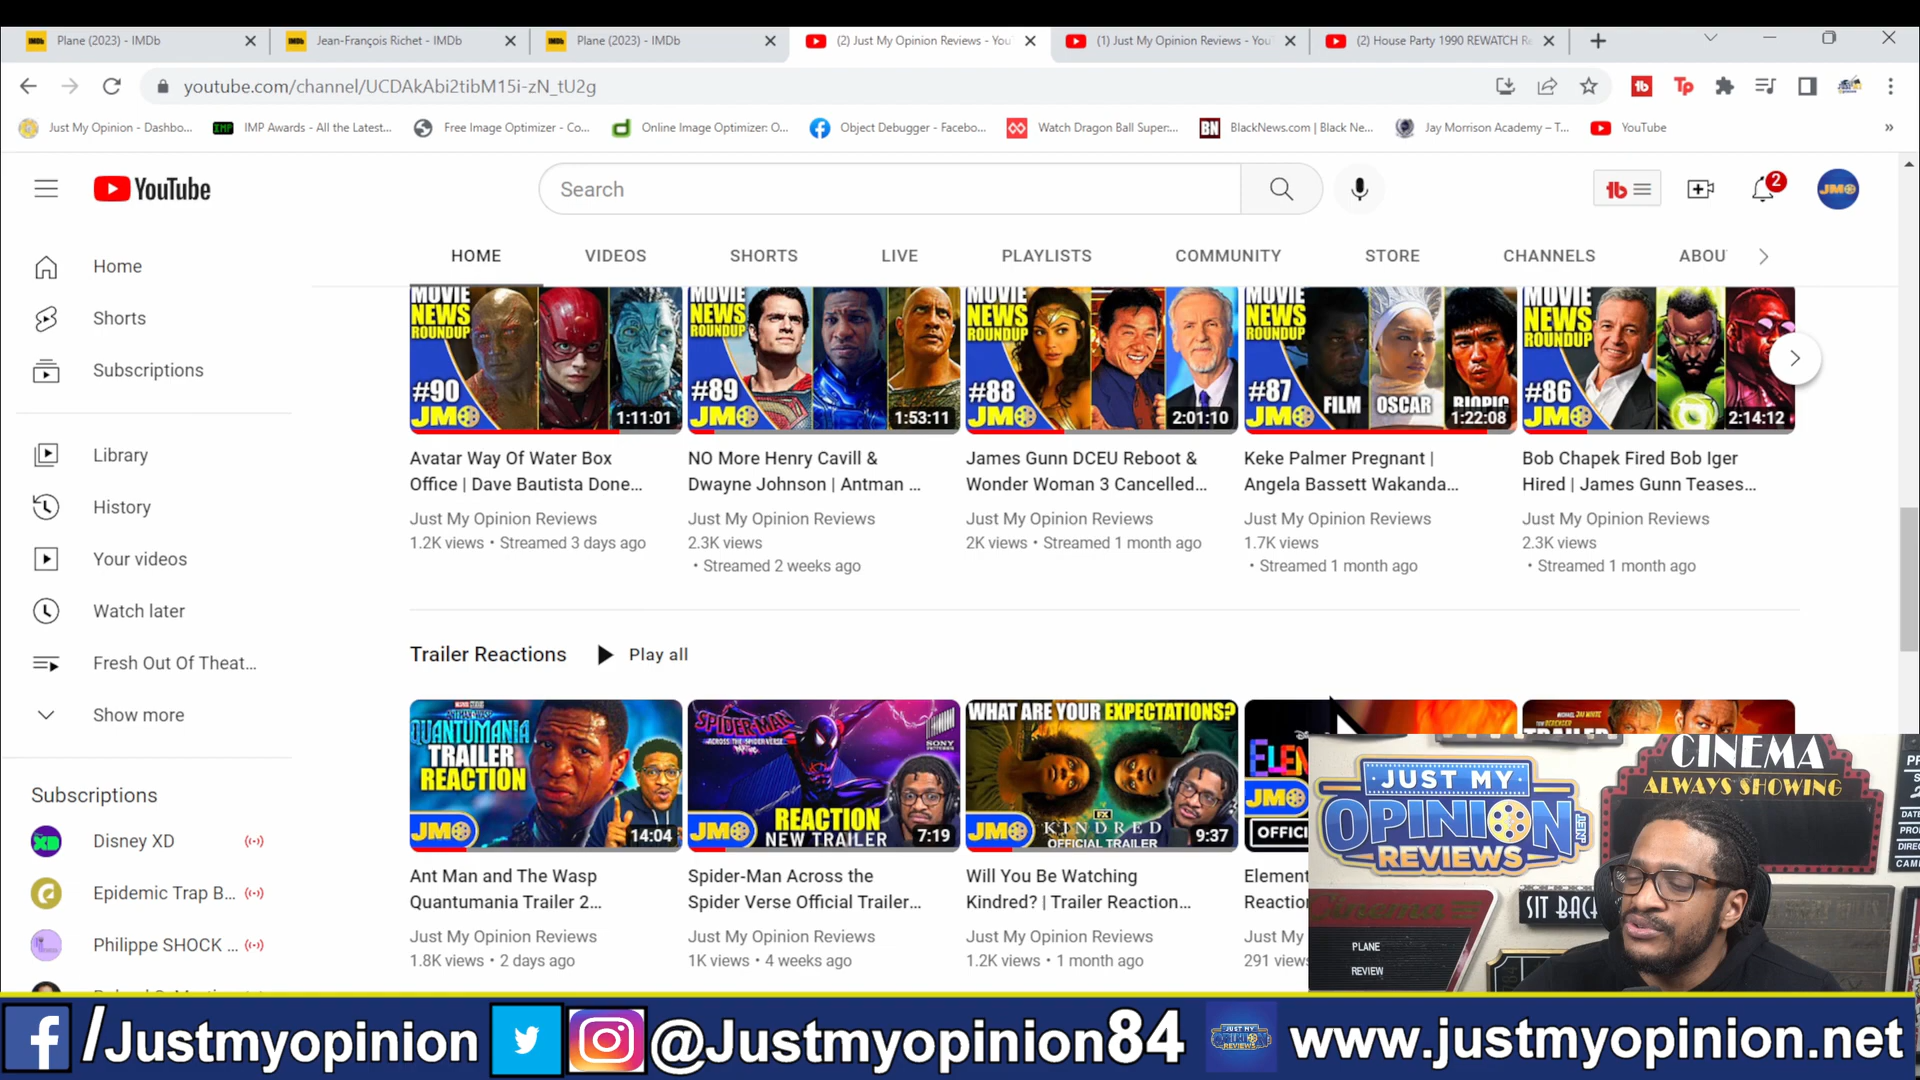 Plane (2023) - IMDb
Jean-François Richet - IMDb
Plane (2023) - IMDb
(2) Just My Opinion Reviews - You
(1) Just My Opinion Reviews - You
(2) House Party 1990 REWATCH
youtube.com/channel/UCDAkAbi2tibM15i-zN_tU2g
Just My Opinion - Dashbo...
IMP Awards - All the Latest...
Free Image Optimizer - Co...
Online Image Optimizer: O...
Object Debugger - Faceboo...
Watch Dragon Ball Super:...
BN BlackNews.com | Black Ne...
Jay Morrison Academy – T...
YouTube
YouTube
Search
2
JMO
HOME
VIDEOS
SHORTS
LIVE
PLAYLISTS
COMMUNITY
STORE
CHANNELS
ABOU
Home
Shorts
Subscriptions
Library
History
Your videos
Watch later
Fresh Out Of Theat...
Show more
Subscriptions
Disney XD
Epidemic Trap B...
Philippe SHOCK ...
MOVIE NEWS ROUNDUP #90 JMO 1:11:01
MOVIE NEWS ROUNDUP #89 JMO 1:53:11
MOVIE NEWS ROUNDUP #88 JMO 2:01:10
MOVIE NEWS ROUNDUP #87 JMO FILM OSCAR BIOPIC 1:22:08
MOVIE NEWS ROUNDUP #86 JMO 2:14:12
Avatar Way Of Water Box
Office | Dave Bautista Done...
Just My Opinion Reviews
1.2K views • Streamed 3 days ago
NO More Henry Cavill &
Dwayne Johnson | Antman ...
Just My Opinion Reviews
2.3K views
• Streamed 2 weeks ago
James Gunn DCEU Reboot &
Wonder Woman 3 Cancelled...
Just My Opinion Reviews
2K views • Streamed 1 month ago
Keke Palmer Pregnant |
Angela Bassett Wakanda...
Just My Opinion Reviews
1.7K views
• Streamed 1 month ago
Bob Chapek Fired Bob Iger
Hired | James Gunn Teases...
Just My Opinion Reviews
2.3K views
• Streamed 1 month ago
Trailer Reactions
Play all
QUANTUMANIA
TRAILER
REACTION
JMO
14:04
SPIDER-MAN
REACTION
NEW TRAILER
JMO
7:19
WHAT ARE YOUR EXPECTATIONS?
FX
KINDRED
OFFICIAL TRAILER
JMO
9:37
ELEM
JMO
OFFICI
Ant Man and The Wasp
Quantumania Trailer 2...
Just My Opinion Reviews
1.8K views • 2 days ago
Spider-Man Across the
Spider Verse Official Trailer...
Just My Opinion Reviews
1K views • 4 weeks ago
Will You Be Watching
Kindred? | Trailer Reaction...
Just My Opinion Reviews
1.2K views • 1 month ago
Element
Reaction
Just My
291 views
JUST MY
OPINION
.NET
REVIEWS
CINEMA
ALWAYS SHOWING
Cinema
SIT BACK
PLANE
REVIEW
/Justmyopinion
@Justmyopinion84
JUST MY
OPINION
REVIEWS
www.justmyopinion.net